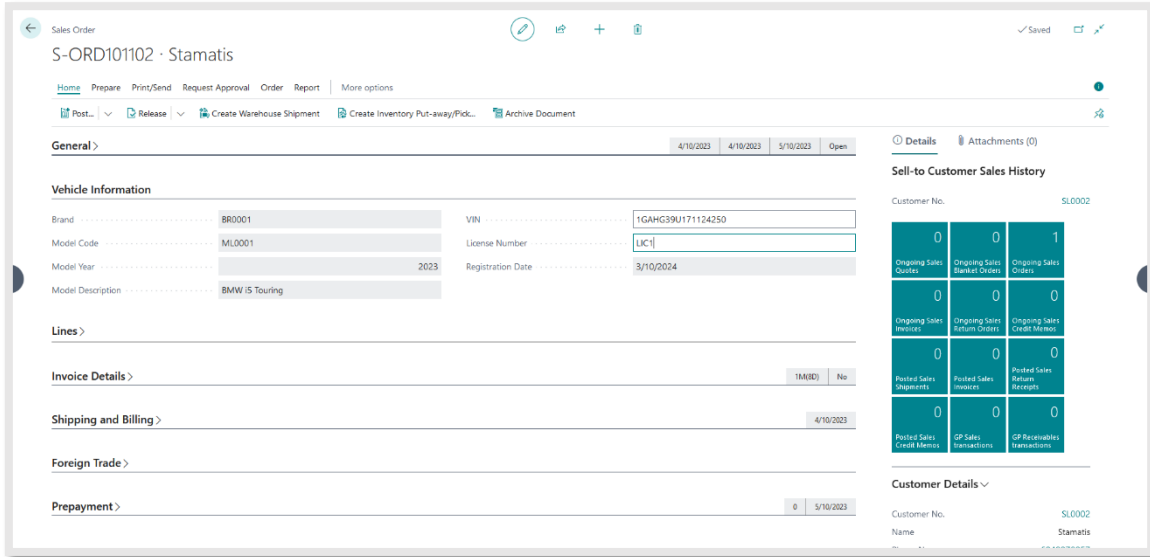 Sales Order
Saved
S-ORD101102 · Stamatis
Home Prepare Print/Send Request Approval Order Report More options
Post... Release Create Warehouse Shipment Create Inventory Put-away/Pick... Archive Document
General 4/10/2023 4/10/2023 5/10/2023 Open
Vehicle Information
Brand BR0001 VIN 1GAHG39U171124250
Model Code ML0001 License Number LIC1
Model Year 2023 Registration Date 3/10/2024
Model Description BMW i5 Touring
Lines
Invoice Details 1M(8D) No
Shipping and Billing 4/10/2023
Foreign Trade
Prepayment 0 5/10/2023
Details Attachments (0)
Sell-to Customer Sales History
Customer No. SL0002
0 0 1
Ongoing Sales Quotes
Ongoing Sales Blanket Orders
Ongoing Sales Orders
0 0 0
Ongoing Sales Invoices
Ongoing Sales Return Orders
Ongoing Sales Credit Memos
0 0 0
Posted Sales Shipments
Posted Sales Invoices
Posted Sales Return Receipts
0 0 0
Posted Sales Credit Memos
GP Sales transactions
GP Receivables transactions
Customer Details
Customer No. SL0002
Name Stamatis